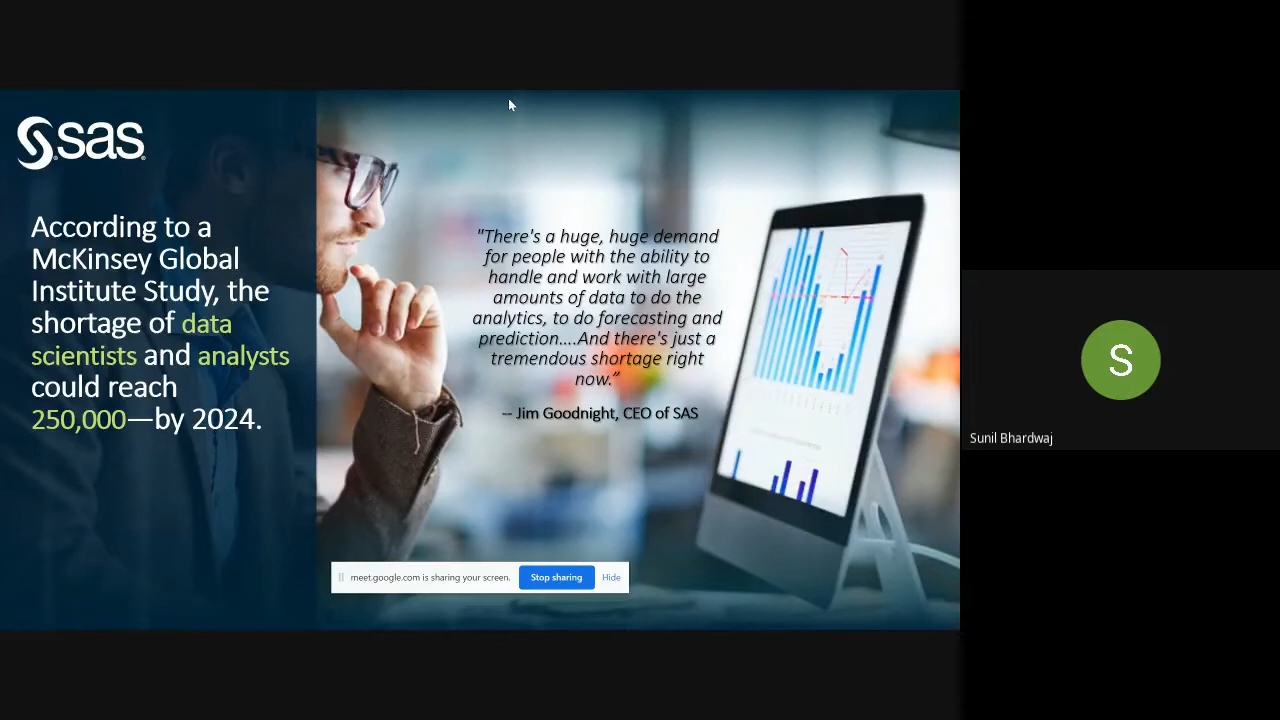 sas
According to a
McKinsey Global
Institute Study, the
shortage of data
scientists and analysts
could reach
250,000—by 2024.
"There's a huge, huge demand
for people with the ability to
handle and work with large
amounts of data to do the
analytics, to do forecasting and
prediction....And there's just a
tremendous shortage right
now.”
-- Jim Goodnight, CEO of SAS
meet.google.com is sharing your screen. Stop sharing Hide
S
Sunil Bhardwaj